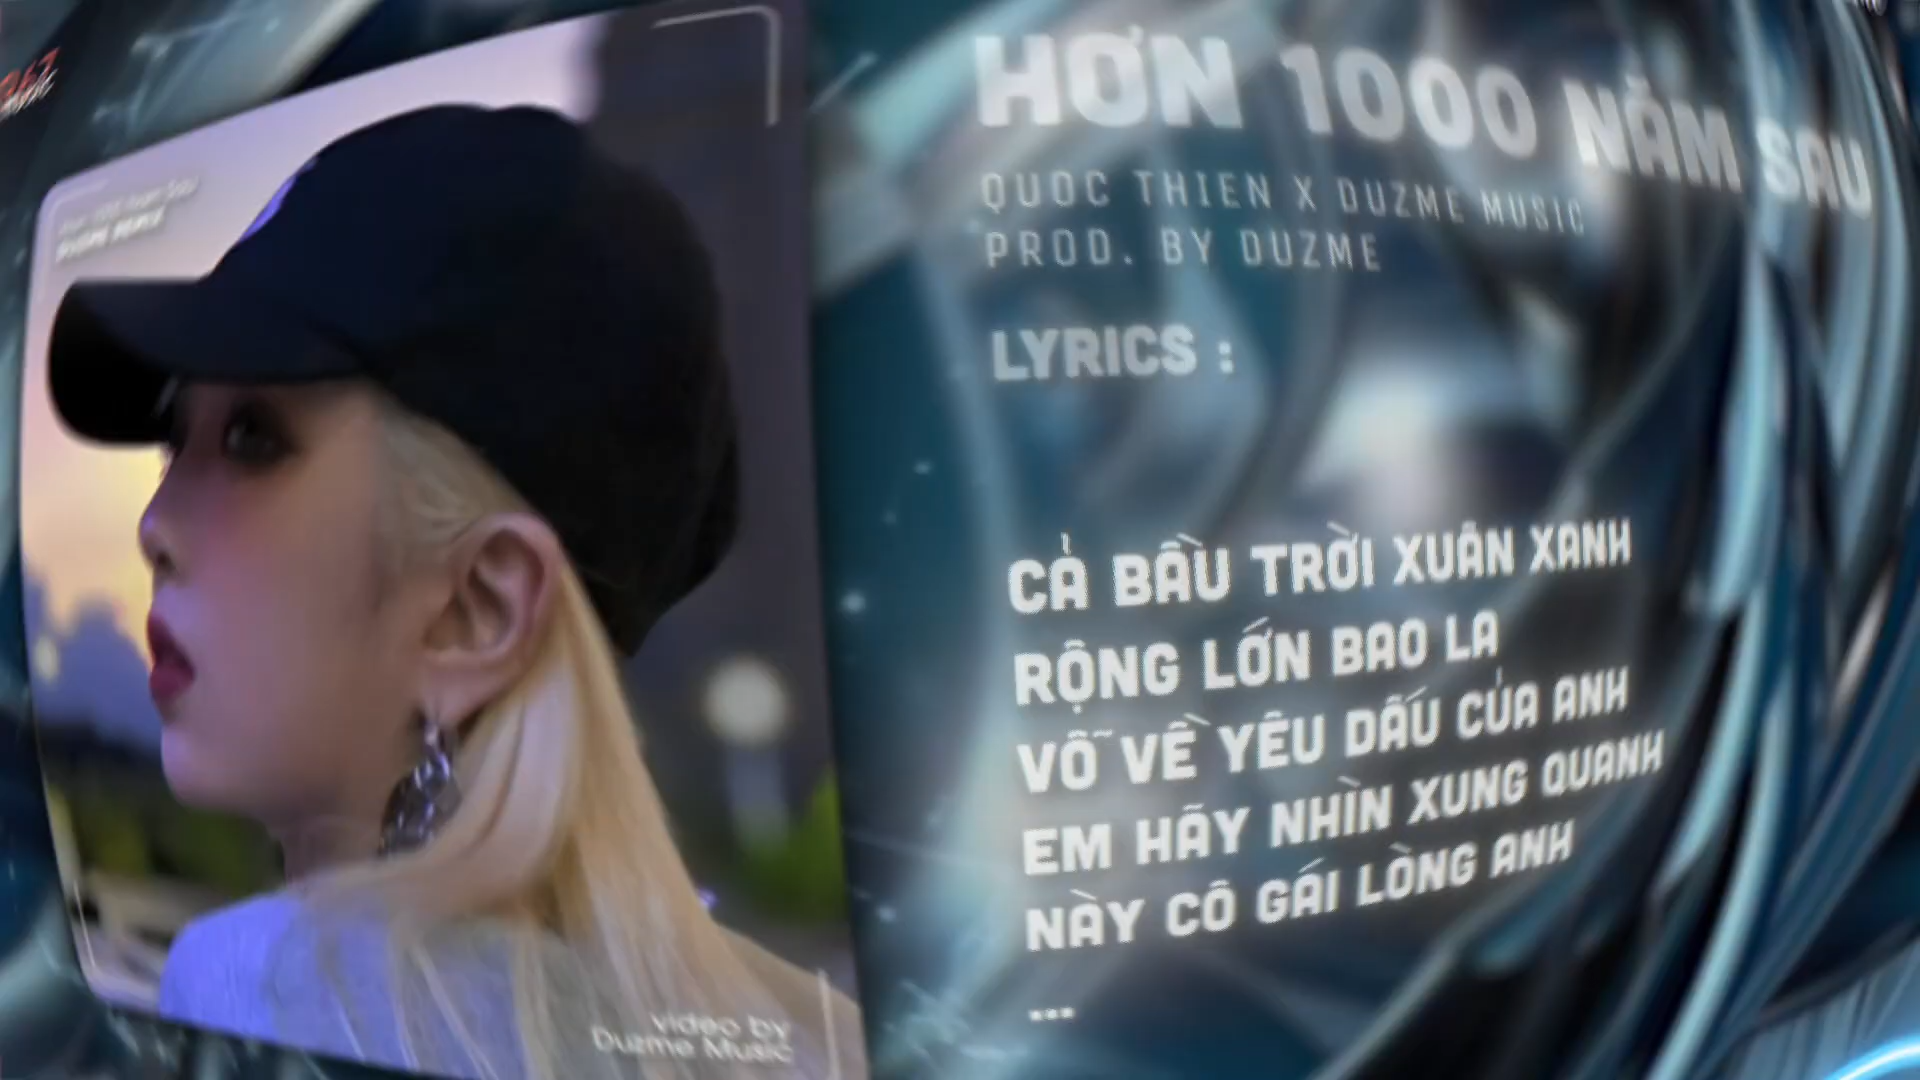 HƠN 1000 NĂM SAU
QUOC THIEN X DUZME MUSIC
PROD. BY DUZME
LYRICS :
CẢ BẦU TRỜI XUÂN XANH
RỘNG LỚN BAO LA
VỖ VỀ YÊU DẤU CỦA ANH
EM HÃY NHÌN XUNG QUANH
NÀY CÔ GÁI LÒNG ANH
...
video by
Duzme Music